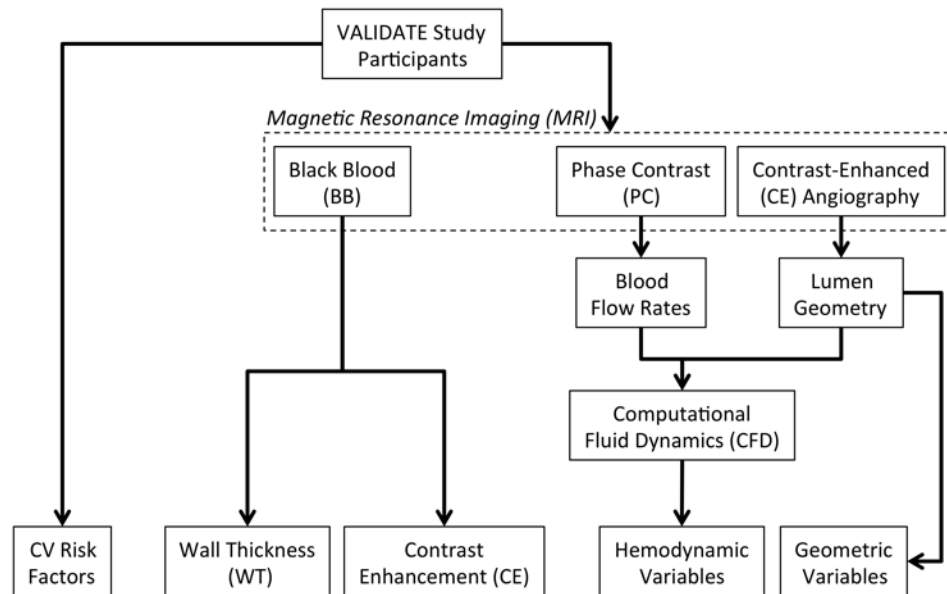 VALIDATE Study
Participants
Magnetic Resonance Imaging (MRI)
Black Blood
(BB)
Phase Contrast
(PC)
Contrast-Enhanced
(CE) Angiography
Blood
Flow Rates
Lumen
Geometry
Computational
Fluid Dynamics (CFD)
CV Risk
Factors
Wall Thickness
(WT)
Contrast
Enhancement (CE)
Hemodynamic
Variables
Geometric
Variables